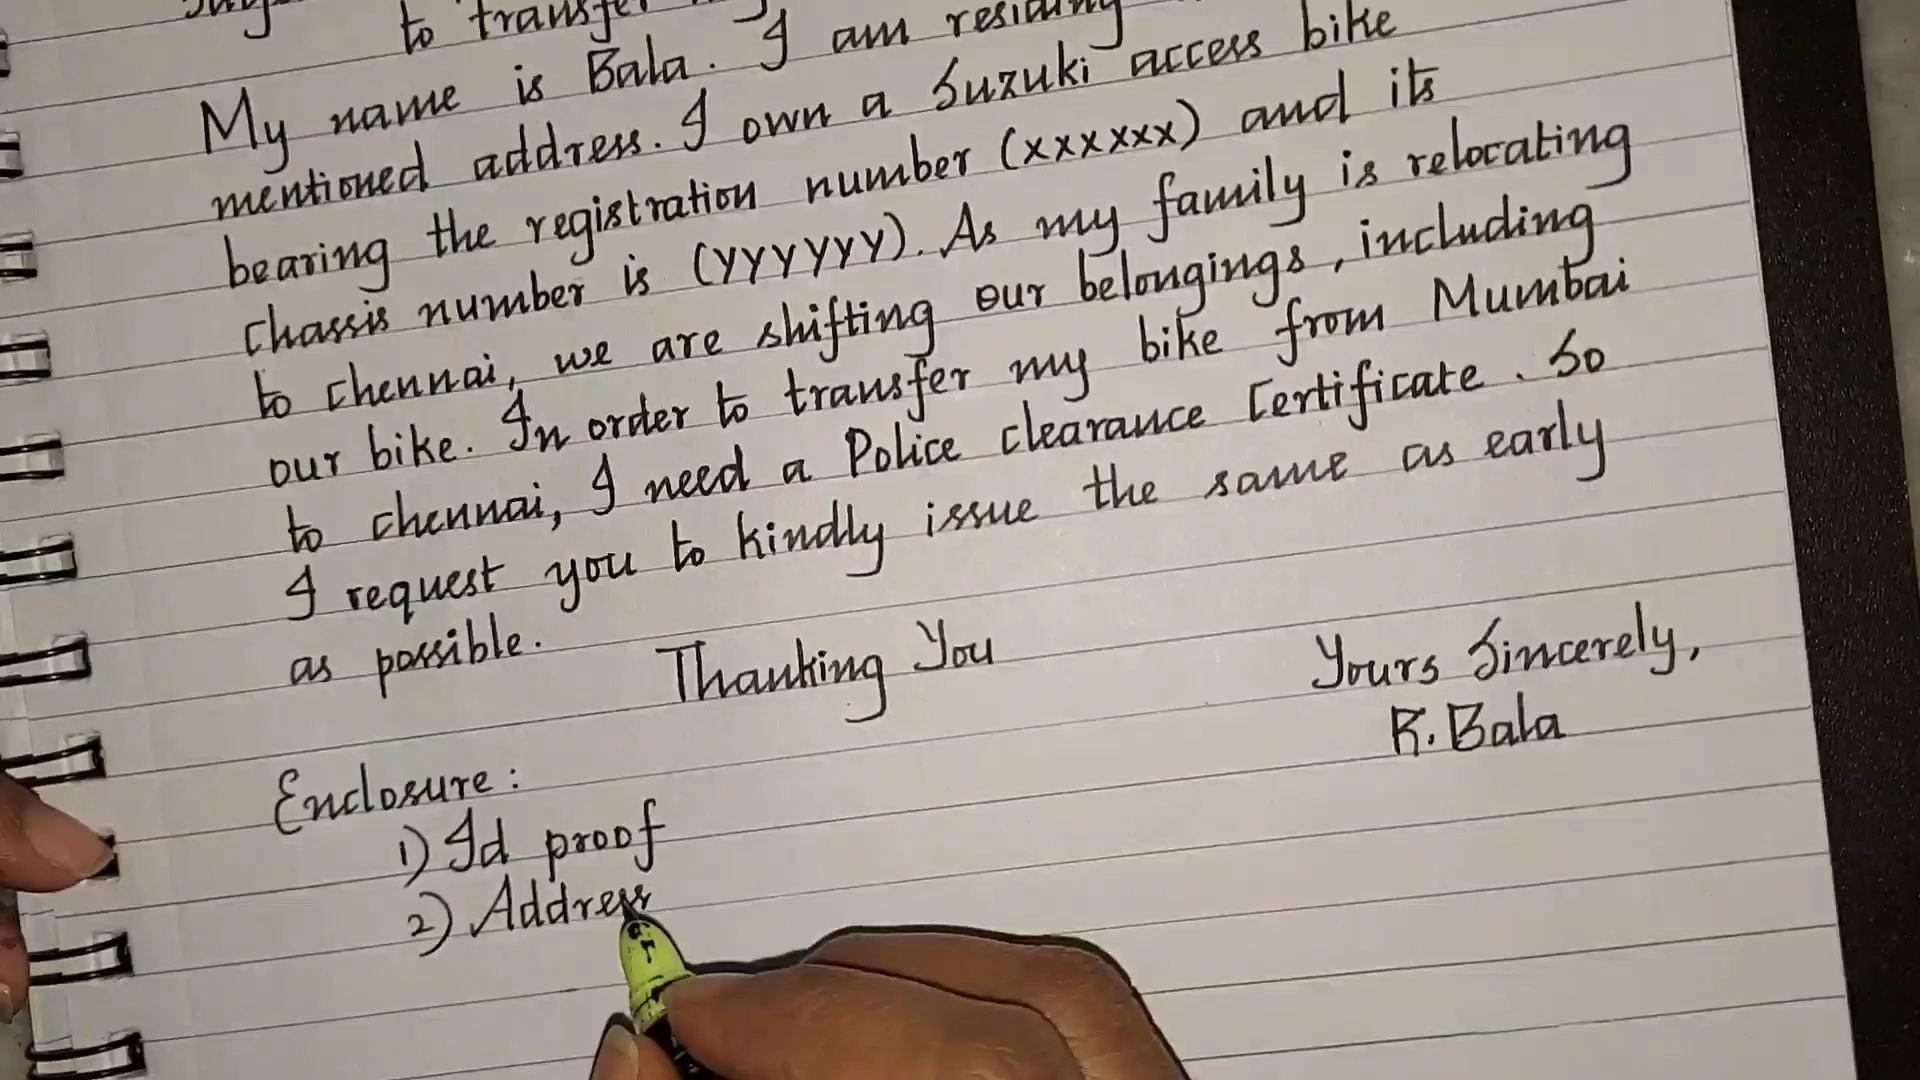 to transfer
My name is Bala. I am residing
mentioned address. I own a Suzuki access bike
bearing the registration number (xxxxxx) and its
chassis number is (YYYYYY). As my family is relocating
to chennai, we are shifting our belongings, including
our bike. In order to transfer my bike from Mumbai
to chennai, I need a Police clearance Certificate. So
I request you to kindly issue the same as early
as possible.
Thanking You
Yours Sincerely,
R. Bala
Enclosure:
1) Id proof
2) Address